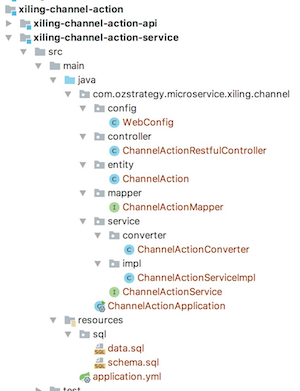 xiling-channel-action
xiling-channel-action-api
xiling-channel-action-service
src
main
java
com.ozstrategy.microservice.xiling.channel
config
WebConfig
controller
ChannelActionRestfulController
entity
ChannelAction
mapper
ChannelActionMapper
service
converter
ChannelActionConverter
impl
ChannelActionServiceImpl
ChannelActionService
ChannelActionApplication
resources
sql
data.sql
schema.sql
application.yml